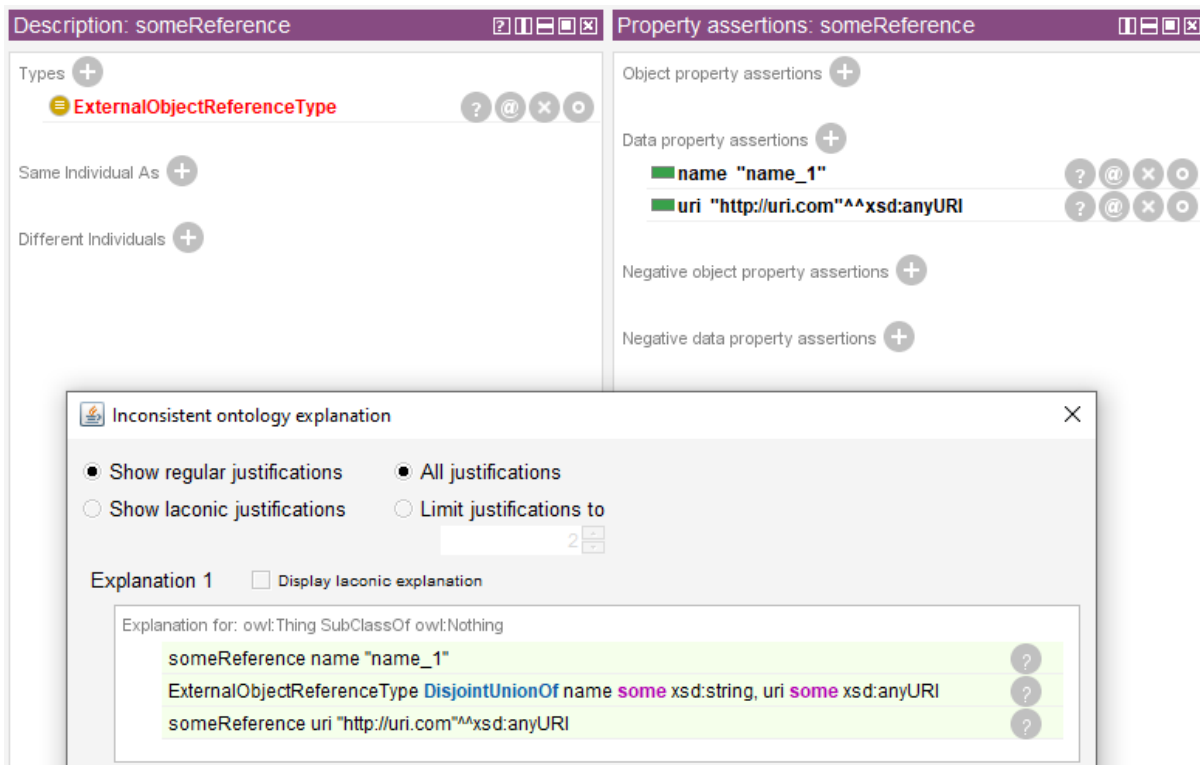 Description: someReference
Property assertions: someReference
Types
ExternalObjectReferenceType
Same Individual As
Different Individuals
Object property assertions
Data property assertions
name "name_1"
uri "http://uri.com"^^xsd:anyURI
Negative object property assertions
Negative data property assertions
Inconsistent ontology explanation
Show regular justifications
All justifications
Show laconic justifications
Limit justifications to
2
Explanation 1
Display laconic explanation
Explanation for: owl:Thing SubClassOf owl:Nothing
someReference name "name_1"
ExternalObjectReferenceType DisjointUnionOf name some xsd:string, uri some xsd:anyURI
someReference uri "http://uri.com"^^xsd:anyURI